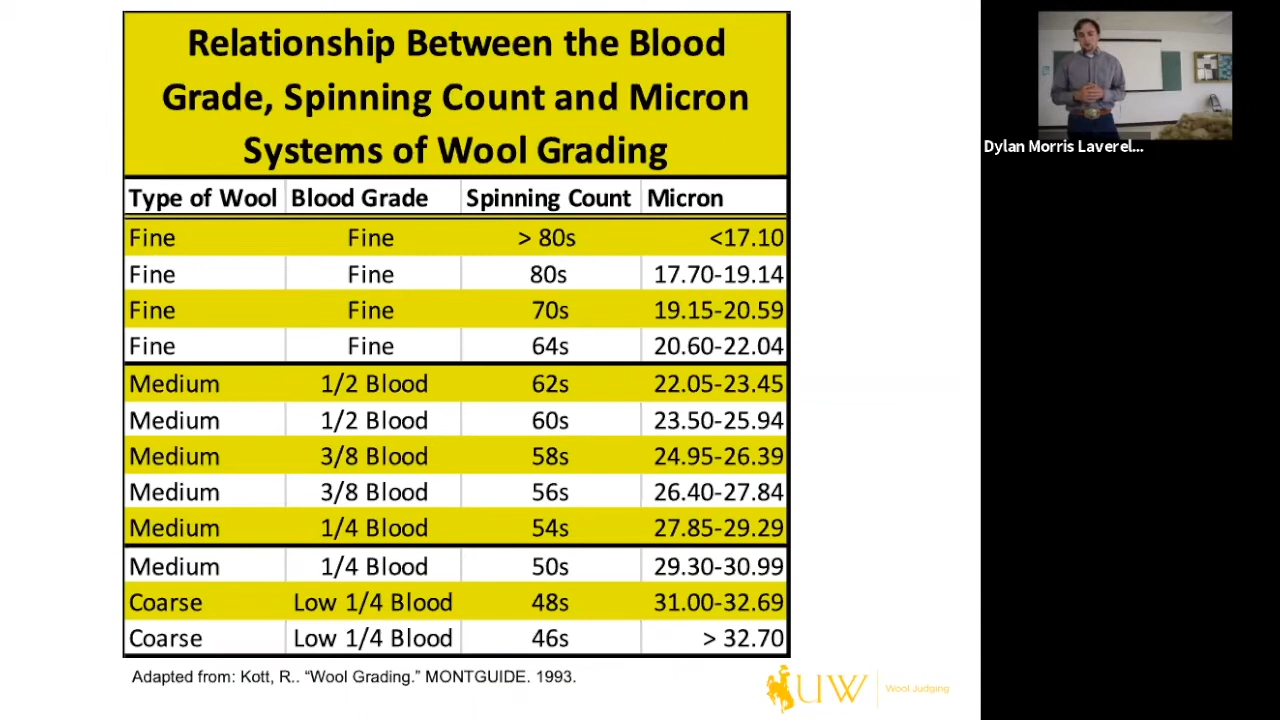 Relationship Between the Blood
Grade, Spinning Count and Micron
Systems of Wool Grading
Type of Wool Blood Grade Spinning Count Micron
Fine Fine > 80s <17.10
Fine Fine 80s 17.70-19.14
Fine Fine 70s 19.15-20.59
Fine Fine 64s 20.60-22.04
Medium 1/2 Blood 62s 22.05-23.45
Medium 1/2 Blood 60s 23.50-25.94
Medium 3/8 Blood 58s 24.95-26.39
Medium 3/8 Blood 56s 26.40-27.84
Medium 1/4 Blood 54s 27.85-29.29
Medium 1/4 Blood 50s 29.30-30.99
Coarse Low 1/4 Blood 48s 31.00-32.69
Coarse Low 1/4 Blood 46s > 32.70
Adapted from: Kott, R.. “Wool Grading.” MONTGUIDE. 1993.
UW Wool Judging
Dylan Morris Laverel...